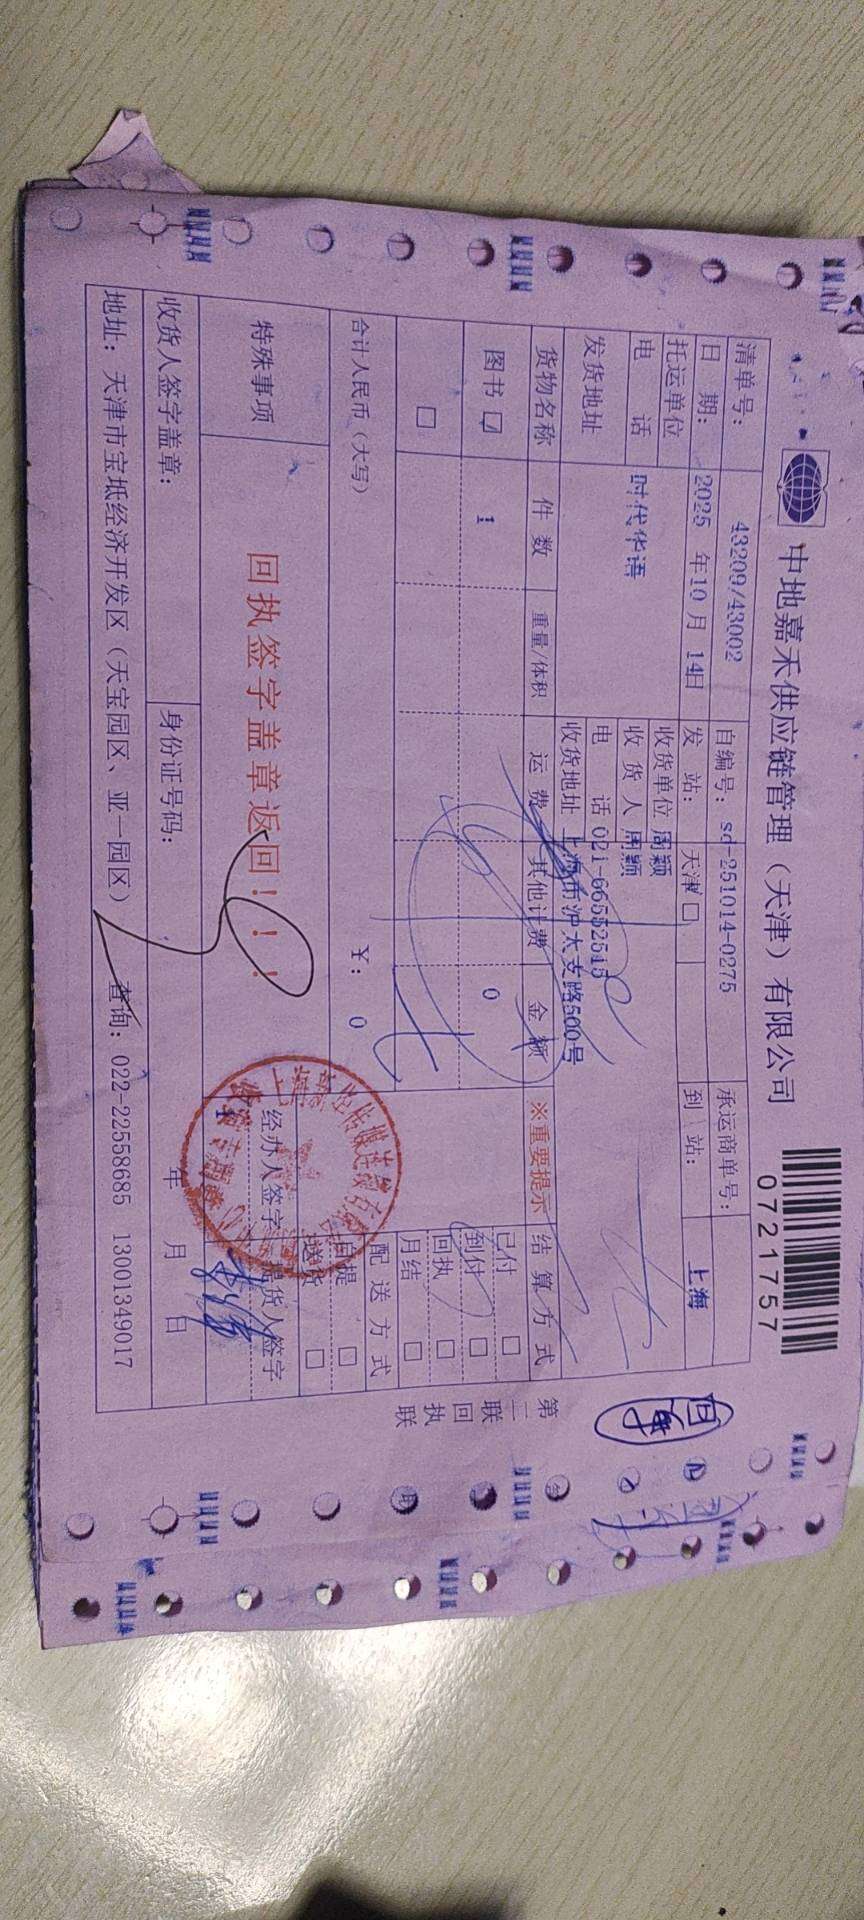 中地嘉禾供应链管理（天津）有限公司
0721757
清单号： 43209/43002 自编号：sd-251014-0275 承运商单号：
日 期： 2025 年10 月 14日 发 站： 天津□ 到 站： 上海
托运单位 收货单位 周颖
电 话 时代华语 收 货 人 周颖
电 话 021-66552515
发货地址 收货地址 上海市沪太支路500号
货物名称 件 数 重量/体积 运 费 其他计费 金 额 ※重要提示 结 算 方 式
图书 ☑ 1 0
□
已付 □
到付 □
回执 □
月结 □
合计人民币（大写） ￥： 0
配 送 方 式
自提 □
送货 □
特殊事项 回执签字盖章返回！！！
经办人签字 提货人签字
收货人签字盖章： 身份证号码： 年 月 日
地址：天津市宝坻经济开发区（天宝园区、亚一园区） 查询：022-22558685 13001349017
第二联 回执联